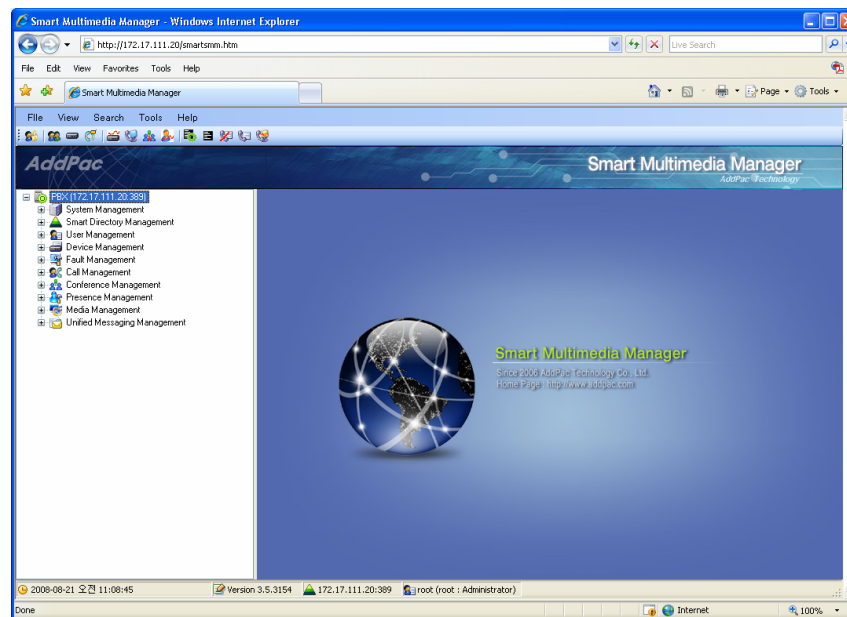 Smart Multimedia Manager - Windows Internet Explorer
http://172.17.111.20/smartsmm.htm
Live Search
File Edit View Favorites Tools Help
Smart Multimedia Manager
Page Tools
File View Search Tools Help
AddPac
Smart Multimedia Manager
AddPac Technology
PBX (172.17.111.20:389)
System Management
Smart Directory Management
User Management
Device Management
Fault Management
Call Management
Conference Management
Presence Management
Media Management
Unified Messaging Management
Smart Multimedia Manager
Since 2008 AddPac Technology Co., Ltd.
Home Page : http://www.addpac.com
2008-08-21 오전 11:08:45 Version 3.5.3154 172.17.111.20:389 root (root : Administrator)
Done Internet 100%